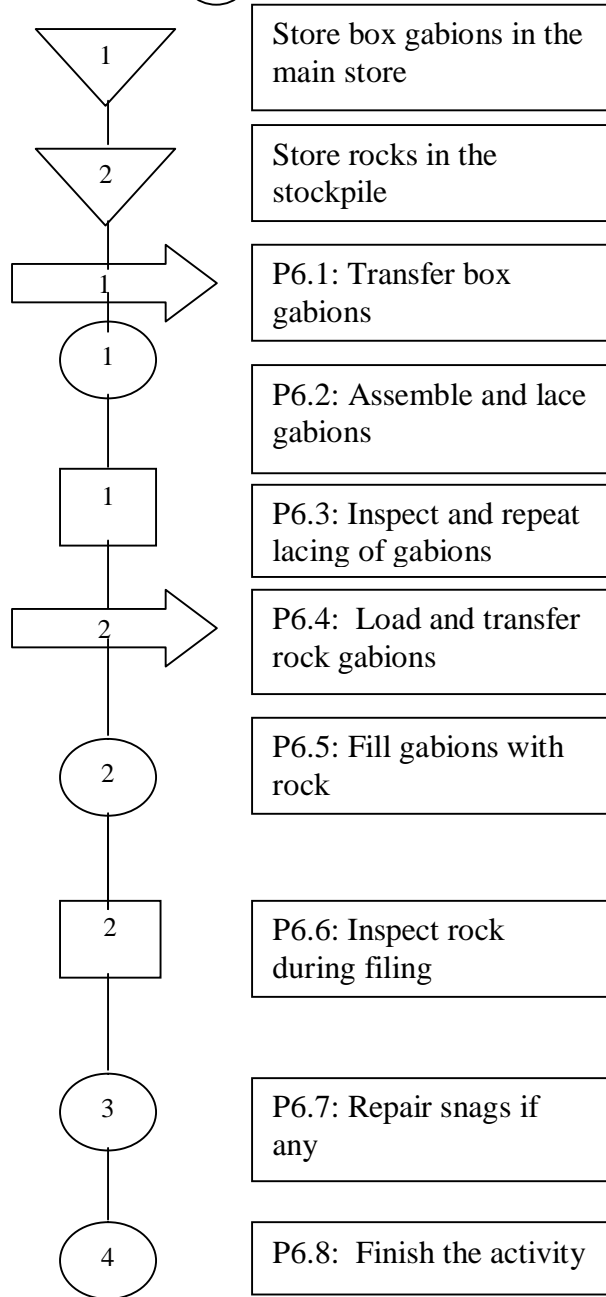 1
Store box gabions in the
main store
2
Store rocks in the
stockpile
1
P6.1: Transfer box
gabions
1
P6.2: Assemble and lace
gabions
1
P6.3: Inspect and repeat
lacing of gabions
2
P6.4:  Load and transfer
rock gabions
2
P6.5: Fill gabions with
rock
2
P6.6: Inspect rock
during filing
3
P6.7: Repair snags if
any
4
P6.8:  Finish the activity